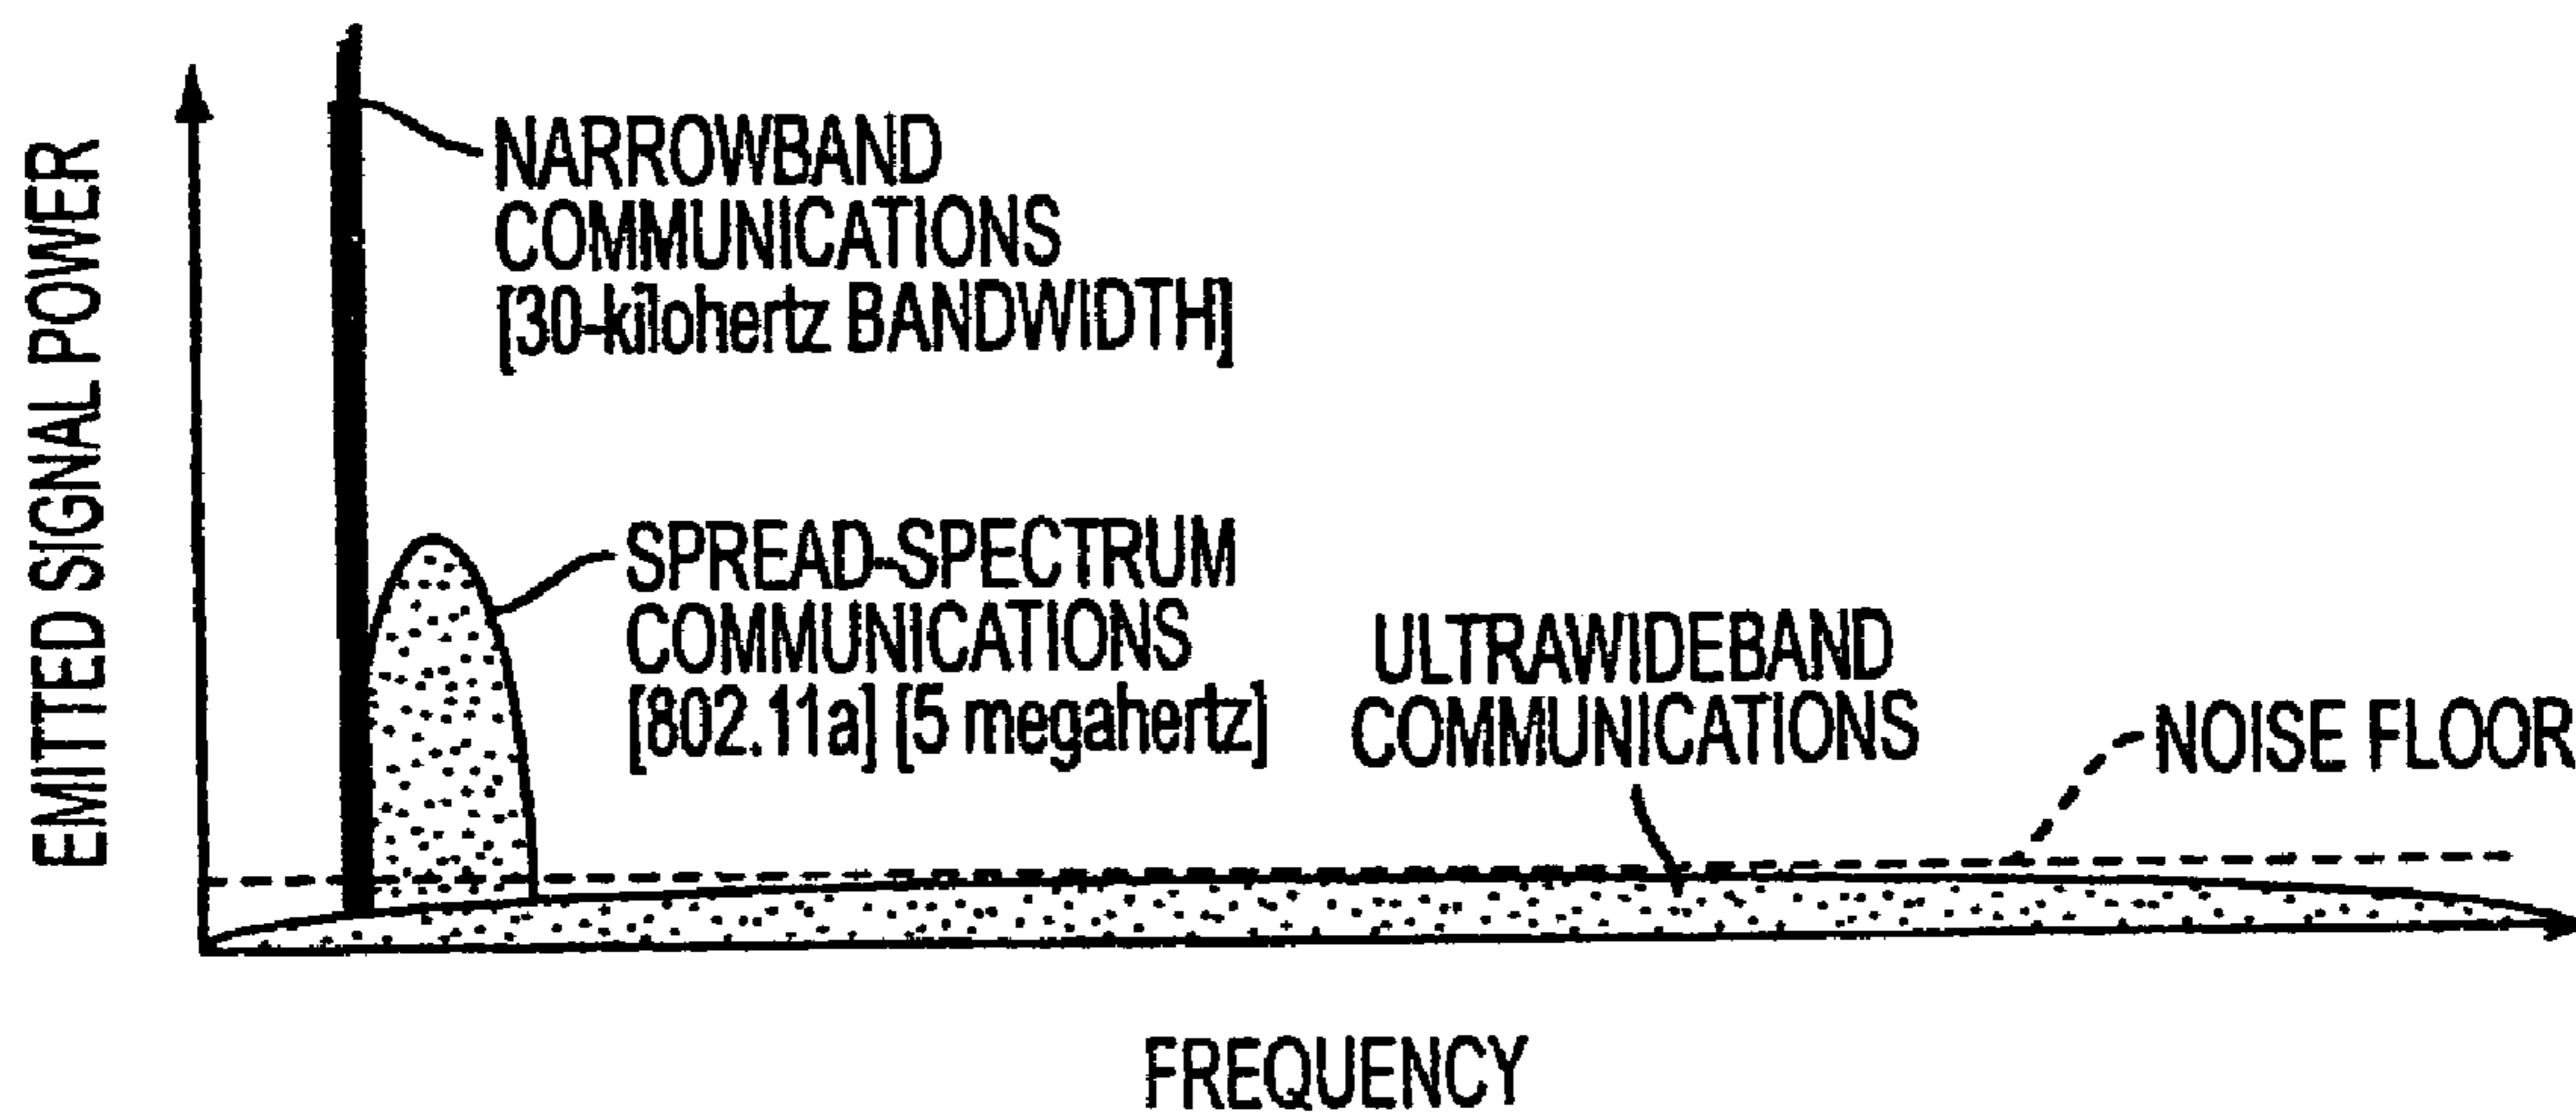 EMITTED SIGNAL POWER
NARROWBAND
COMMUNICATIONS
[30-kilohertz BANDWIDTH]
SPREAD-SPECTRUM
COMMUNICATIONS
[802.11a] [5 megahertz]
ULTRAWIDEBAND
COMMUNICATIONS
NOISE FLOOR
FREQUENCY